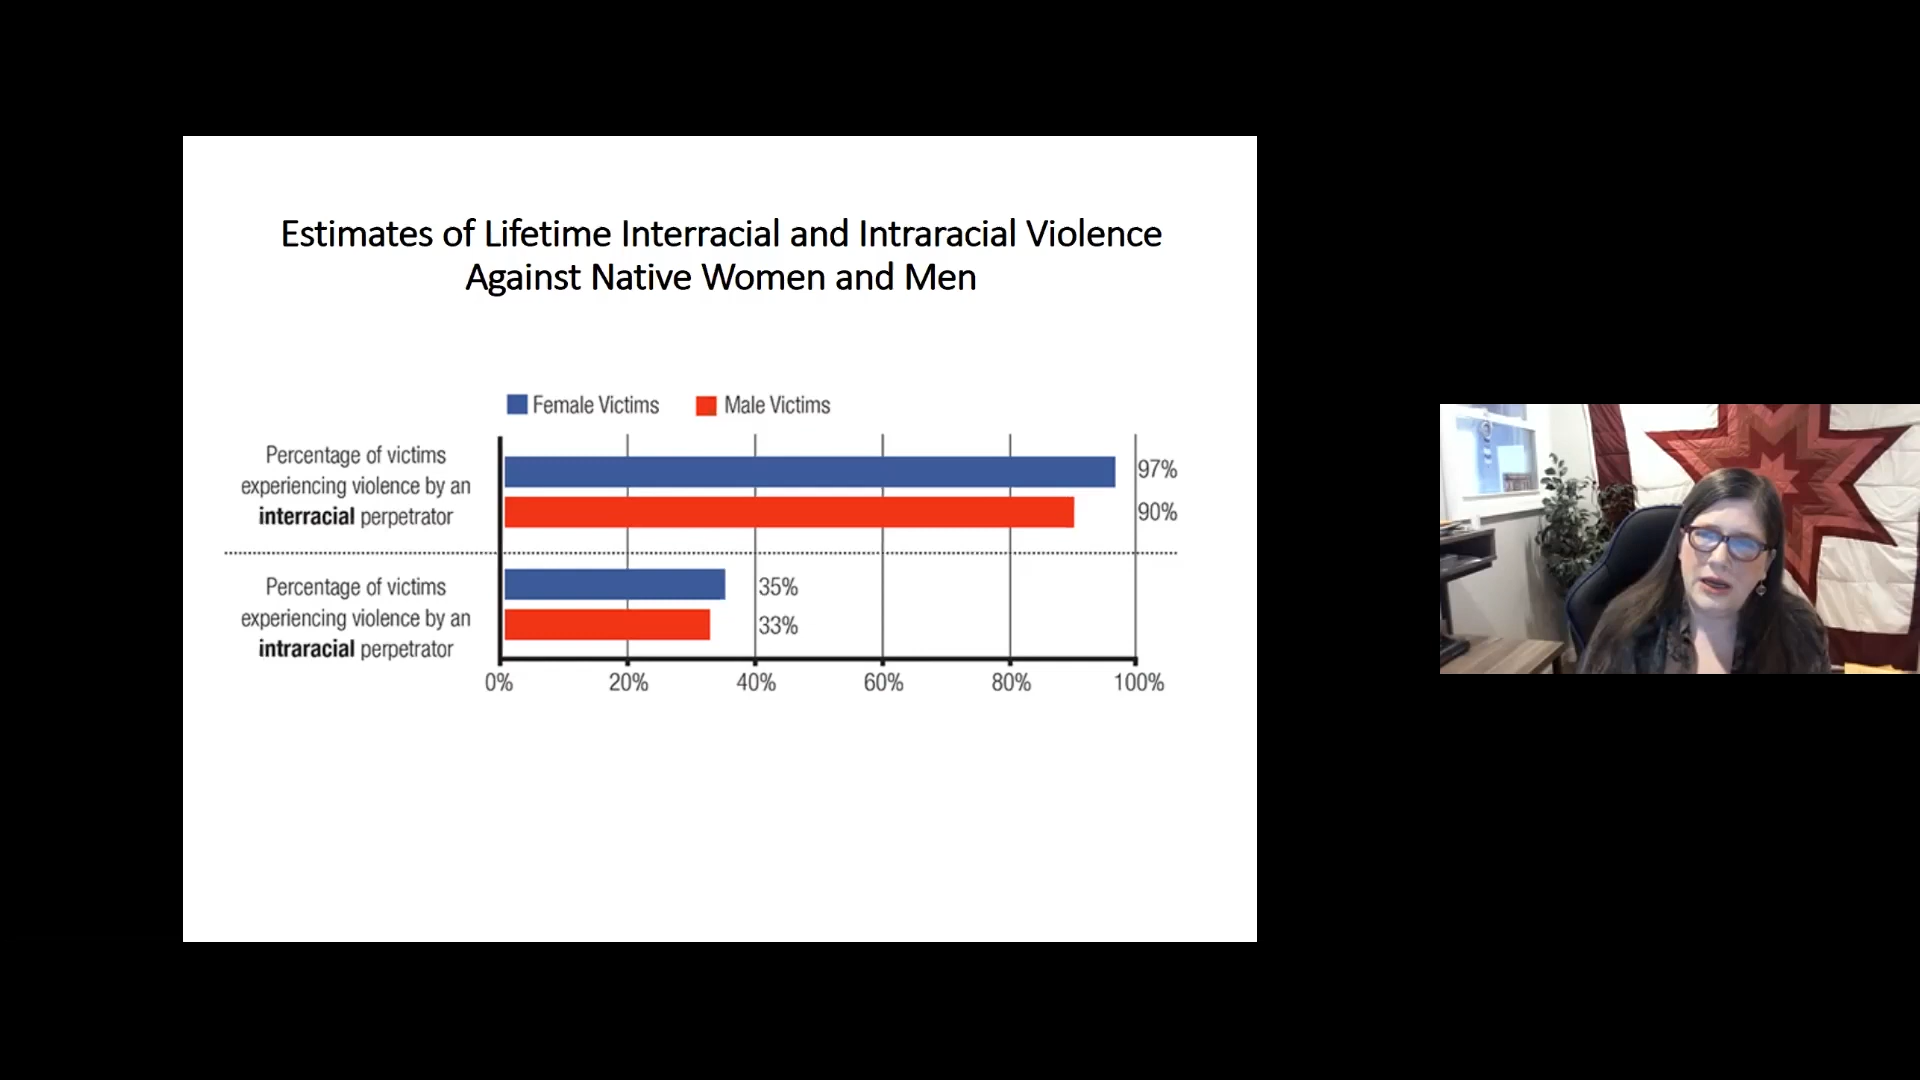 Estimates of Lifetime Interracial and Intraracial Violence
Against Native Women and Men
Female Victims
Male Victims
Percentage of victims
experiencing violence by an
interracial perpetrator
97%
90%
Percentage of victims
experiencing violence by an
intraracial perpetrator
35%
33%
0%
20%
40%
60%
80%
100%